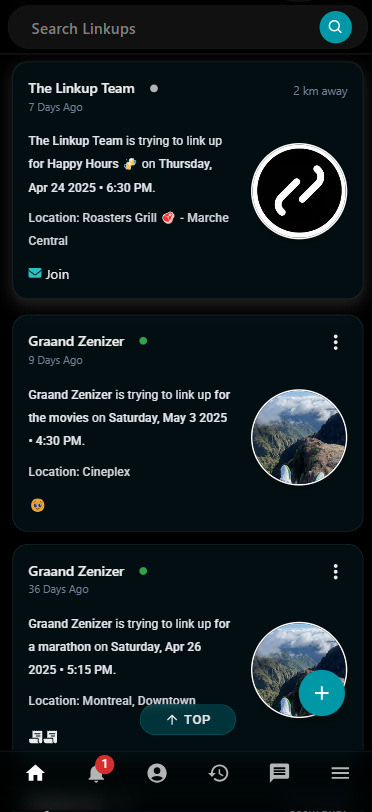 Search Linkups
The Linkup Team
2 km away
7 Days Ago
The Linkup Team is trying to link up
for Happy Hours 🍹 on Thursday,
Apr 24 2025 • 6:30 PM.
Location: Roasters Grill 🥩 - Marche
Central
Join
Graand Zenizer
9 Days Ago
Graand Zenizer is trying to link up for
the movies on Saturday, May 3 2025
• 4:30 PM.
Location: Cineplex
Graand Zenizer
36 Days Ago
Graand Zenizer is trying to link up for
a marathon on Saturday, Apr 26
2025 • 5:15 PM.
Location: Montreal, Downtown
↑ TOP
1